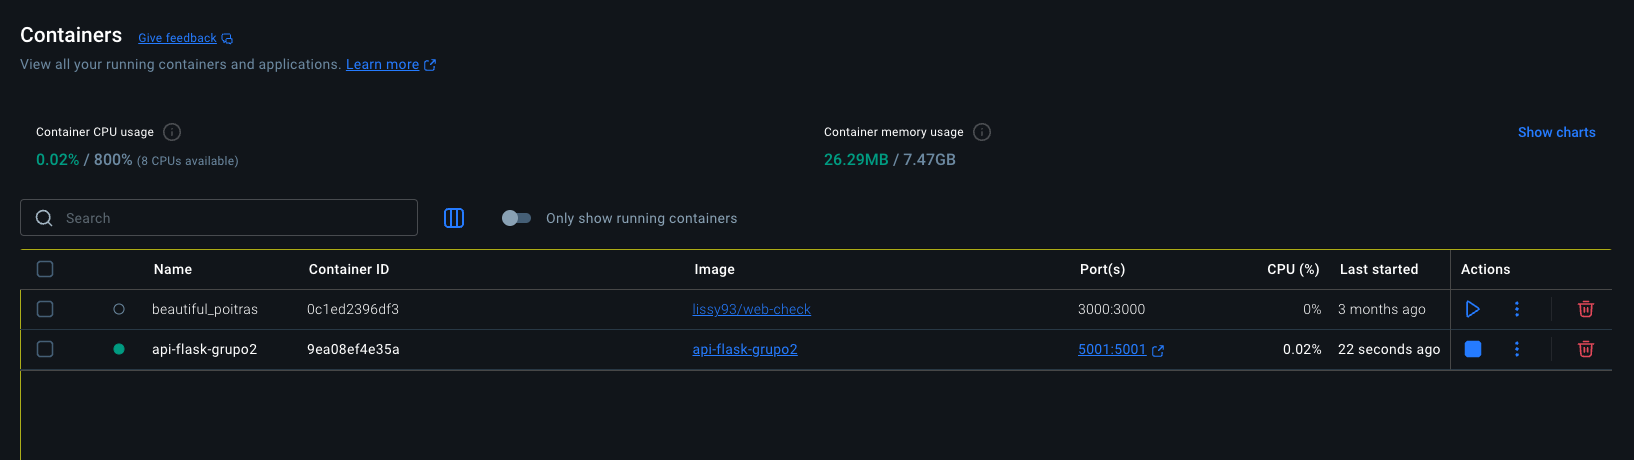 Containers Give feedback
View all your running containers and applications. Learn more
Container CPU usage
0.02% / 800% (8 CPUs available)
Container memory usage
26.29MB / 7.47GB
Show charts
Search
Only show running containers
Name Container ID Image Port(s) CPU (%) Last started Actions
beautiful_poitras 0c1ed2396df3 lissy93/web-check 3000:3000 0% 3 months ago
api-flask-grupo2 9ea08ef4e35a api-flask-grupo2 5001:5001 0.02% 22 seconds ago